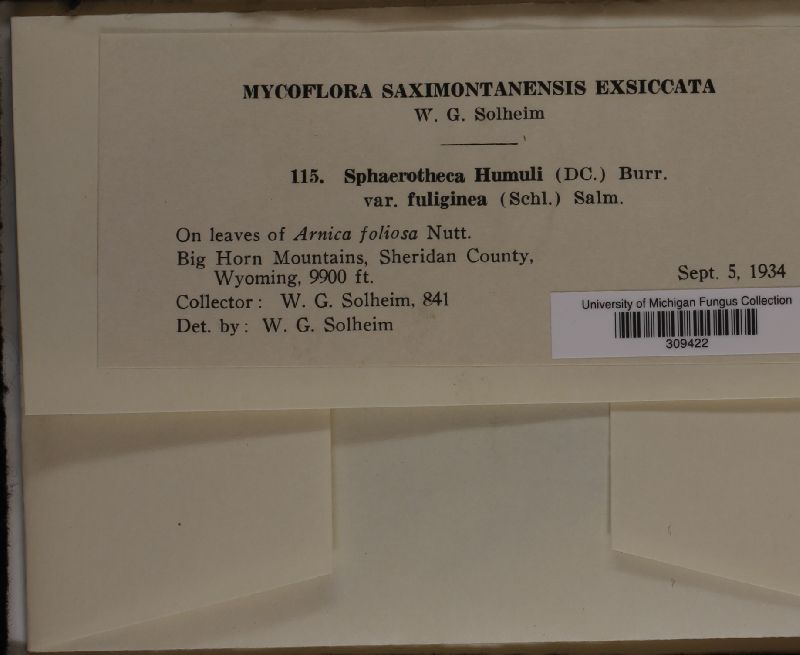 MYCOFLORA SAXIMONTANENSIS EXSICCATA
W. G. Solheim
115. Sphaerotheca Humuli (DC.) Burr.
var. fuliginea (Schl.) Salm.
On leaves of Arnica foliosa Nutt.
Big Horn Mountains, Sheridan County,
Wyoming, 9900 ft.
Sept. 5, 1934
Collector: W. G. Solheim, 841
Det. by: W. G. Solheim
University of Michigan Fungus Collection
309422